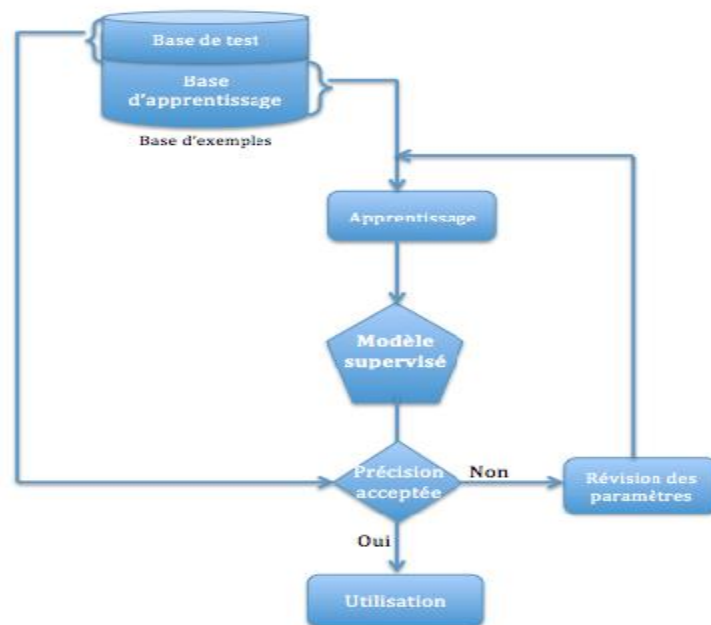 Base de test
Base
d'apprentissage
Base d'exemples
Apprentissage
Modèle
supervisé
Précision
acceptée
Non
Révision des
paramètres
Oui
Utilisation